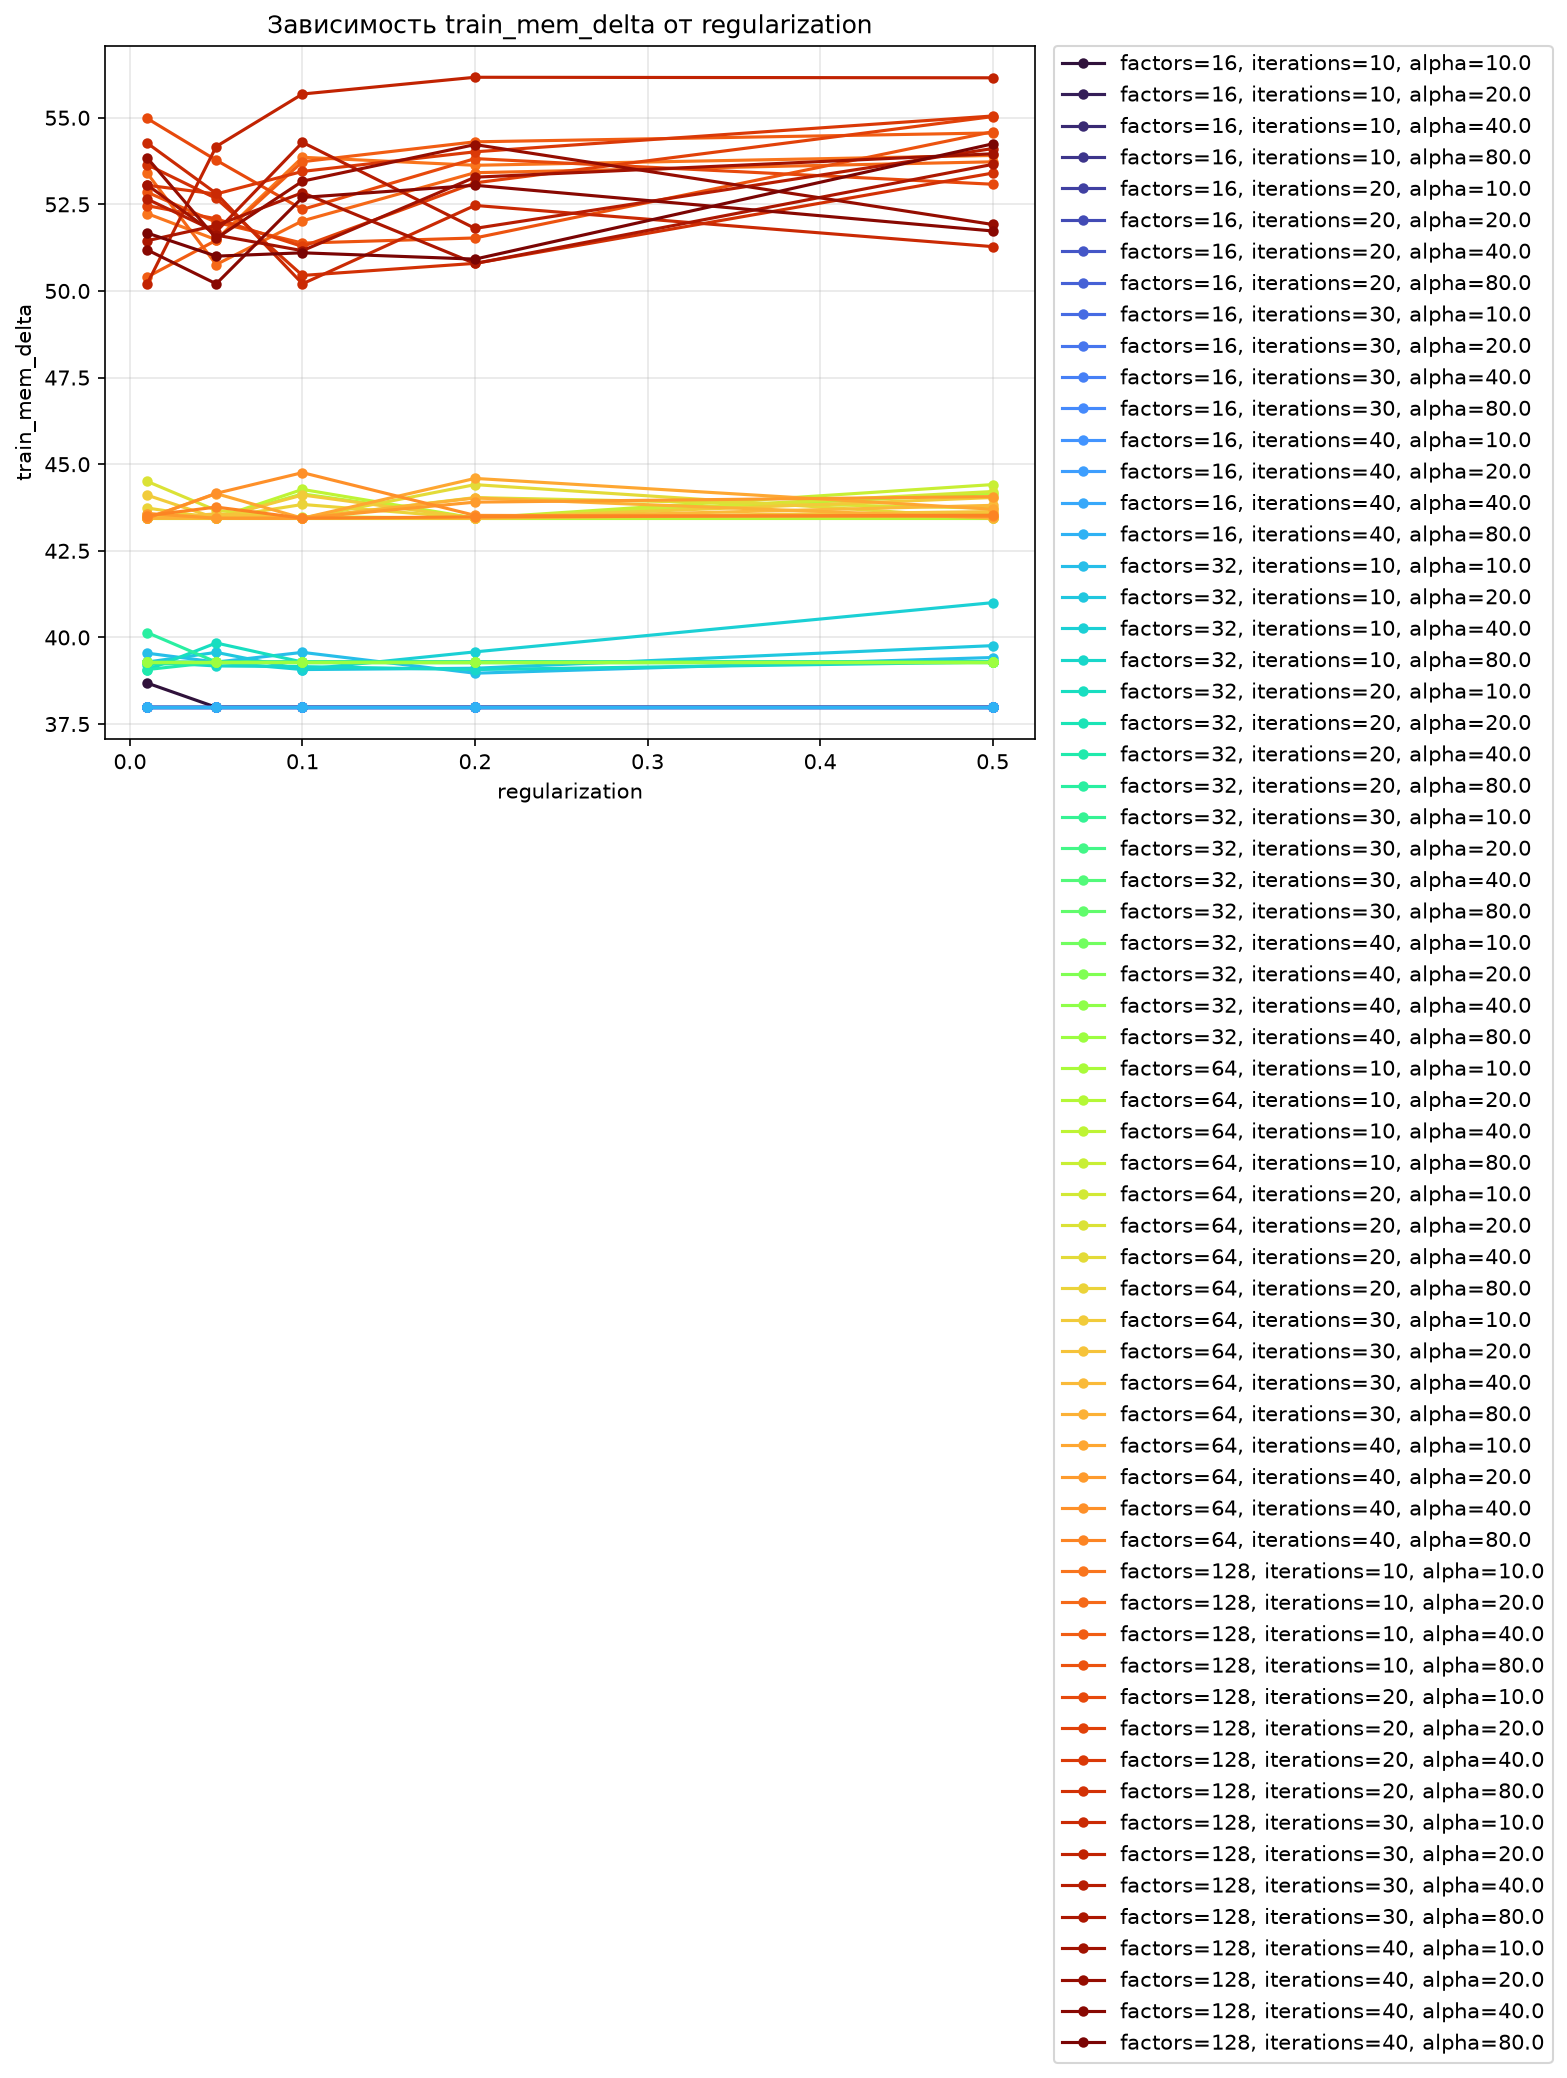 Зависимость train_mem_delta от regularization
train_mem_delta
55.0
52.5
50.0
47.5
45.0
42.5
40.0
37.5
0.0 0.1 0.2 0.3 0.4 0.5
regularization
factors=16, iterations=10, alpha=10.0
factors=16, iterations=10, alpha=20.0
factors=16, iterations=10, alpha=40.0
factors=16, iterations=10, alpha=80.0
factors=16, iterations=20, alpha=10.0
factors=16, iterations=20, alpha=20.0
factors=16, iterations=20, alpha=40.0
factors=16, iterations=20, alpha=80.0
factors=16, iterations=30, alpha=10.0
factors=16, iterations=30, alpha=20.0
factors=16, iterations=30, alpha=40.0
factors=16, iterations=30, alpha=80.0
factors=16, iterations=40, alpha=10.0
factors=16, iterations=40, alpha=20.0
factors=16, iterations=40, alpha=40.0
factors=16, iterations=40, alpha=80.0
factors=32, iterations=10, alpha=10.0
factors=32, iterations=10, alpha=20.0
factors=32, iterations=10, alpha=40.0
factors=32, iterations=10, alpha=80.0
factors=32, iterations=20, alpha=10.0
factors=32, iterations=20, alpha=20.0
factors=32, iterations=20, alpha=40.0
factors=32, iterations=20, alpha=80.0
factors=32, iterations=30, alpha=10.0
factors=32, iterations=30, alpha=20.0
factors=32, iterations=30, alpha=40.0
factors=32, iterations=30, alpha=80.0
factors=32, iterations=40, alpha=10.0
factors=32, iterations=40, alpha=20.0
factors=32, iterations=40, alpha=40.0
factors=32, iterations=40, alpha=80.0
factors=64, iterations=10, alpha=10.0
factors=64, iterations=10, alpha=20.0
factors=64, iterations=10, alpha=40.0
factors=64, iterations=10, alpha=80.0
factors=64, iterations=20, alpha=10.0
factors=64, iterations=20, alpha=20.0
factors=64, iterations=20, alpha=40.0
factors=64, iterations=20, alpha=80.0
factors=64, iterations=30, alpha=10.0
factors=64, iterations=30, alpha=20.0
factors=64, iterations=30, alpha=40.0
factors=64, iterations=30, alpha=80.0
factors=64, iterations=40, alpha=10.0
factors=64, iterations=40, alpha=20.0
factors=64, iterations=40, alpha=40.0
factors=64, iterations=40, alpha=80.0
factors=128, iterations=10, alpha=10.0
factors=128, iterations=10, alpha=20.0
factors=128, iterations=10, alpha=40.0
factors=128, iterations=10, alpha=80.0
factors=128, iterations=20, alpha=10.0
factors=128, iterations=20, alpha=20.0
factors=128, iterations=20, alpha=40.0
factors=128, iterations=20, alpha=80.0
factors=128, iterations=30, alpha=10.0
factors=128, iterations=30, alpha=20.0
factors=128, iterations=30, alpha=40.0
factors=128, iterations=30, alpha=80.0
factors=128, iterations=40, alpha=10.0
factors=128, iterations=40, alpha=20.0
factors=128, iterations=40, alpha=40.0
factors=128, iterations=40, alpha=80.0